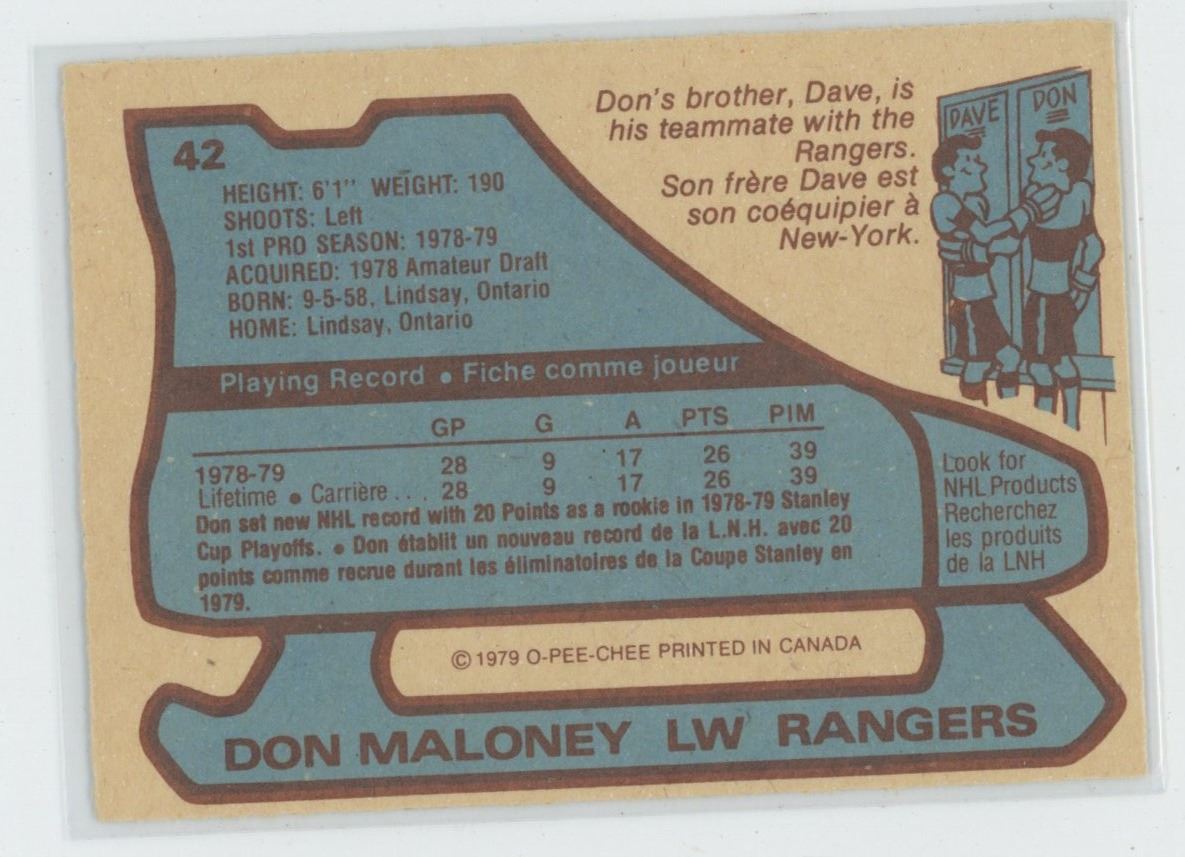 42
HEIGHT: 6'1" WEIGHT: 190
SHOOTS: Left
1st PRO SEASON: 1978-79
ACQUIRED: 1978 Amateur Draft
BORN: 9-5-58, Lindsay, Ontario
HOME: Lindsay, Ontario
Don's brother, Dave, is
his teammate with the
Rangers.
Son frère Dave est
son coéquipier à
New-York.
DAVE
DON
Playing Record • Fiche comme joueur
GP G A PTS PIM
1978-79 28 9 17 26 39
Lifetime • Carrière... 28 9 17 26 39
Don set new NHL record with 20 Points as a rookie in 1978-79 Stanley
Cup Playoffs. • Don établit un nouveau record de la L.N.H. avec 20
points comme recrue durant les éliminatoires de la Coupe Stanley en
1979.
Look for
NHL Products
Recherchez
les produits
de la LNH
© 1979 O-PEE-CHEE PRINTED IN CANADA
DON MALONEY LW RANGERS